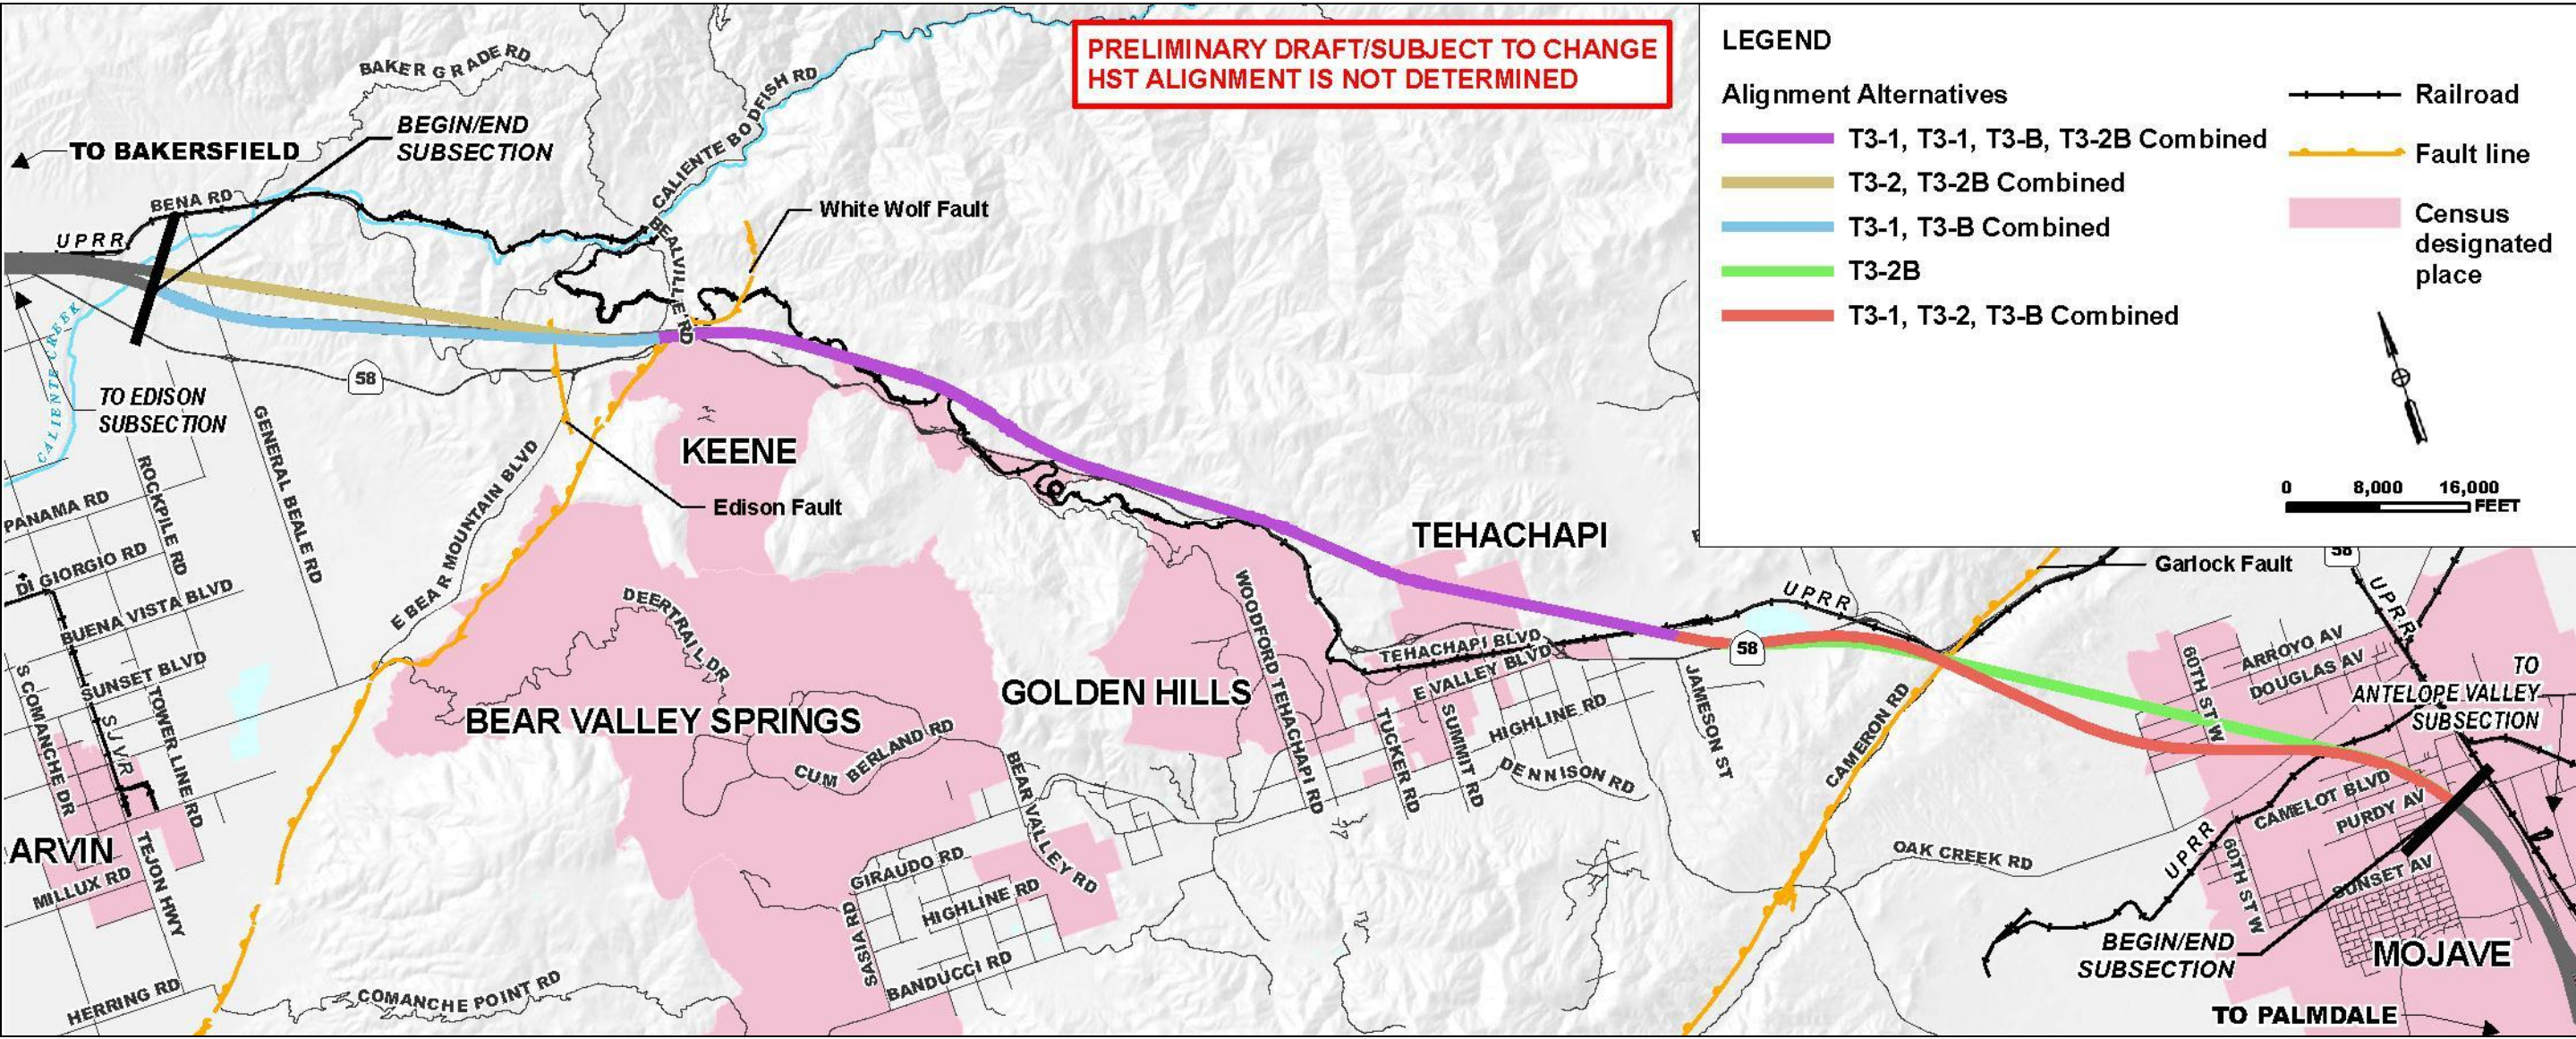 PRELIMINARY DRAFT/SUBJECT TO CHANGE
HST ALIGNMENT IS NOT DETERMINED
LEGEND
Alignment Alternatives
T3-1, T3-1, T3-B, T3-2B Combined
T3-2, T3-2B Combined
T3-1, T3-B Combined
T3-2B
T3-1, T3-2, T3-B Combined
Railroad
Fault line
Census
designated
place
0 8,000 16,000
FEET
BAKER GRADE RD
BEGIN/END
SUBSECTION
TO BAKERSFIELD
CALIENTE BODFISH RD
BENA RD
UPRR
BEALVILLE RD
White Wolf Fault
CALIENTE CREEK
58
TO EDISON
SUBSECTION
GENERAL BEALE RD
ROCKPILE RD
E BEAR MOUNTAIN BLVD
KEENE
Edison Fault
PANAMA RD
DI GIORGIO RD
BUENA VISTA BLVD
SUNSET BLVD
S COMANCHE DR
S J V R
TOWER LINE RD
ARVIN
MILLUX RD
TEJON HWY
HERRING RD
COMANCHE POINT RD
DEERTRAIL DR
BEAR VALLEY SPRINGS
CUM BERLAND RD
BEAR VALLEY RD
GIRAUDO RD
HIGHLINE RD
SASIA RD
BANDUCCI RD
GOLDEN HILLS
WOODFORD TEHACHAPI RD
TEHACHAPI
TEHACHAPI BLVD
E VALLEY BLVD
TUCKER RD
SUMMIT RD
HIGHLINE RD
DENNISON RD
JAMESON ST
UPRR
58
CAMERON RD
Garlock Fault
OAK CREEK RD
58
UPRR
60TH ST W
ARROYO AV
DOUGLAS AV
TO
ANTELOPE VALLEY
SUBSECTION
CAMELOT BLVD
PURDY AV
UPRR
60TH ST W
SUNSET AV
BEGIN/END
SUBSECTION
MOJAVE
TO PALMDALE